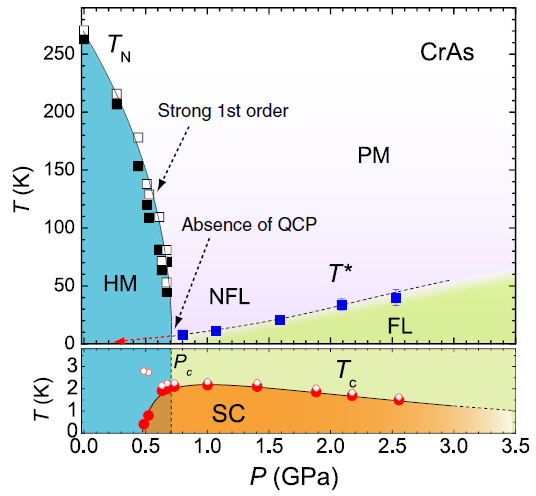 CrAs
T_N
Strong 1st order
PM
Absence of QCP
HM
NFL
T*
FL
T (K)
250
200
150
100
50
0
P_c
T_c
SC
T (K)
3
2
1
0
0.0 0.5 1.0 1.5 2.0 2.5 3.0 3.5
P (GPa)